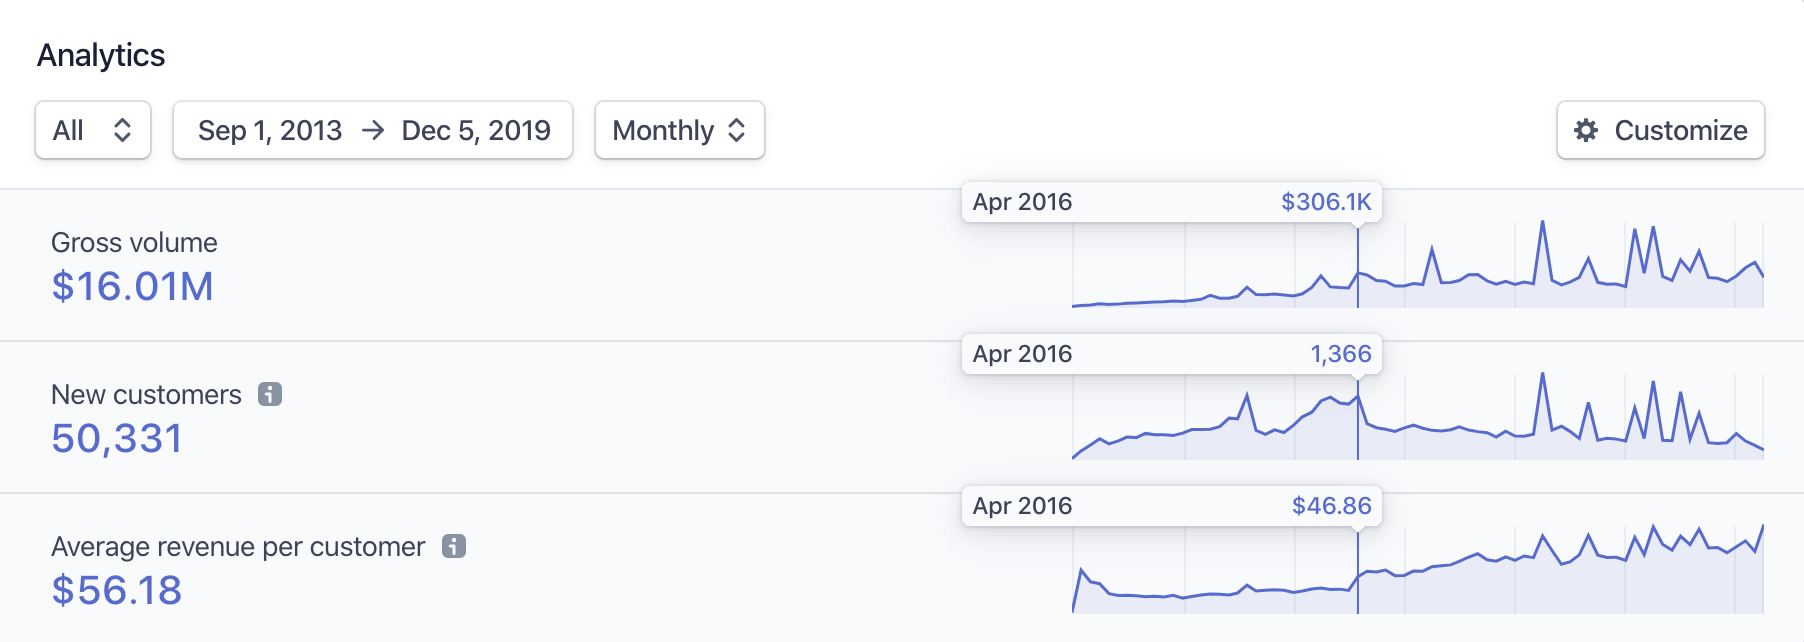 Analytics
All
Sep 1, 2013 → Dec 5, 2019
Monthly
Customize
Apr 2016 $306.1K
Gross volume
$16.01M
Apr 2016 1,366
New customers
50,331
Apr 2016 $46.86
Average revenue per customer
$56.18